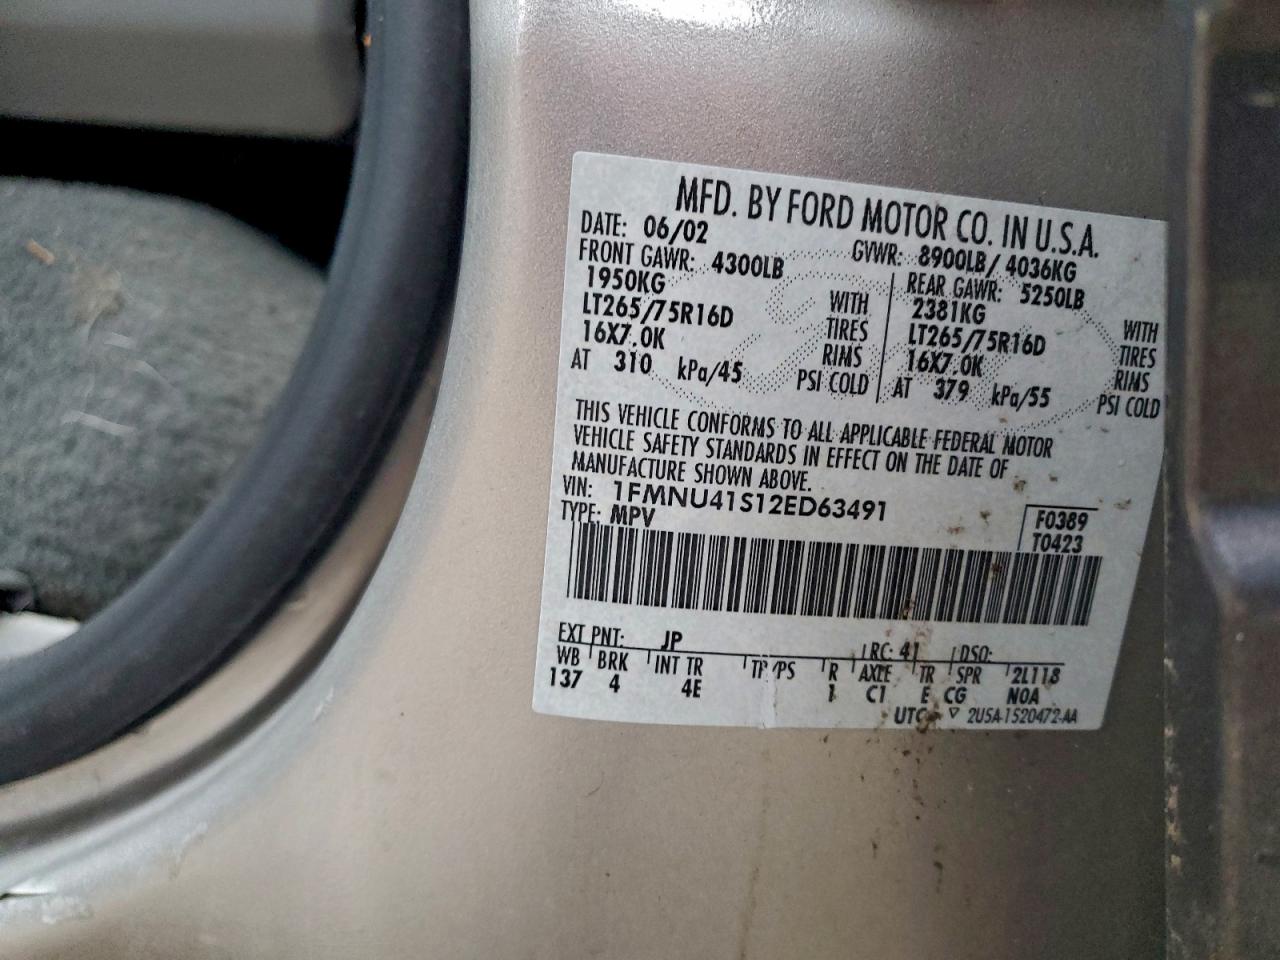 MFD. BY FORD MOTOR CO. IN U.S.A.
DATE: 06/02 GVWR: 8900LB/ 4036KG
FRONT GAWR: 4300LB REAR GAWR: 5250LB
1950KG WITH 2381KG WITH
LT265/75R16D TIRES LT265/75R16D TIRES
16X7.0K RIMS 16X7.0K RIMS
AT 310 kPa/45 PSI COLD AT 379 kPa/55 PSI COLD
THIS VEHICLE CONFORMS TO ALL APPLICABLE FEDERAL MOTOR
VEHICLE SAFETY STANDARDS IN EFFECT ON THE DATE OF
MANUFACTURE SHOWN ABOVE.
VIN: 1FMNU41S12ED63491
TYPE: MPV
F0389
T0423
EXT PNT: JP RC: 41 DSO:
WB BRK INT TR TP/PS R AXLE TR SPR 2L118
137 4 4E 1 C1 E CG N0A
UTC ▽ 2U5A-1520472-AA